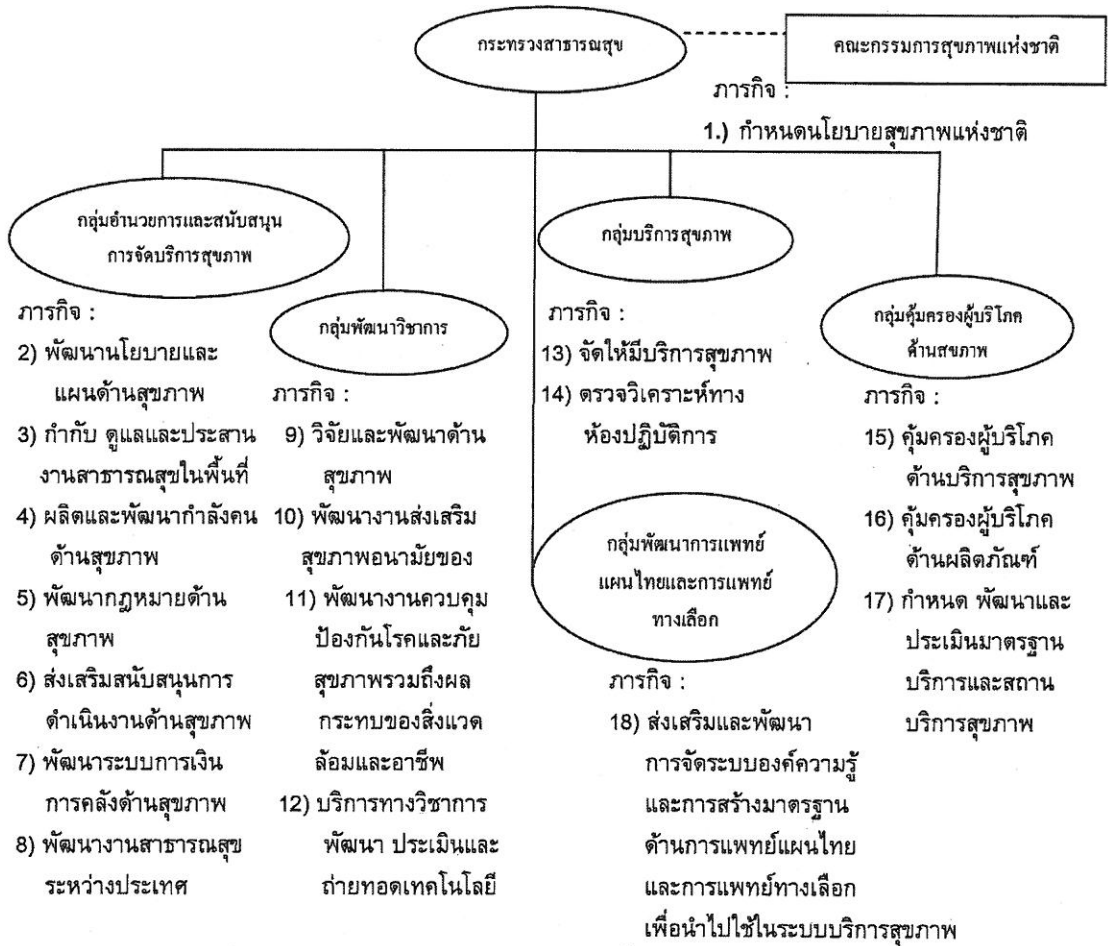 กระทรวงสาธารณสุข
คณะกรรมการสุขภาพแห่งชาติ
ภารกิจ :
1.) กำหนดนโยบายสุขภาพแห่งชาติ
กลุ่มอำนวยการและสนับสนุน
การจัดบริการสุขภาพ
ภารกิจ :
2) พัฒนานโยบายและ
แผนด้านสุขภาพ
3) กำกับ ดูแลและประสาน
งานสาธารณสุขในพื้นที่
4) ผลิตและพัฒนากำลังคน
ด้านสุขภาพ
5) พัฒนากฎหมายด้าน
สุขภาพ
6) ส่งเสริมสนับสนุนการ
ดำเนินงานด้านสุขภาพ
7) พัฒนาระบบการเงิน
การคลังด้านสุขภาพ
8) พัฒนางานสาธารณสุข
ระหว่างประเทศ
กลุ่มพัฒนาวิชาการ
ภารกิจ :
9) วิจัยและพัฒนาด้าน
สุขภาพ
10) พัฒนางานส่งเสริม
สุขภาพอนามัยของ
11) พัฒนางานควบคุม
ป้องกันโรคและภัย
สุขภาพรวมถึงผล
กระทบของสิ่งแวด
ล้อมและอาชีพ
12) บริการทางวิชาการ
พัฒนา ประเมินและ
ถ่ายทอดเทคโนโลยี
กลุ่มบริการสุขภาพ
ภารกิจ :
13) จัดให้มีบริการสุขภาพ
14) ตรวจวิเคราะห์ทาง
ห้องปฏิบัติการ
กลุ่มพัฒนาการแพทย์
แผนไทยและการแพทย์
ทางเลือก
ภารกิจ :
18) ส่งเสริมและพัฒนา
การจัดระบบองค์ความรู้
และการสร้างมาตรฐาน
ด้านการแพทย์แผนไทย
และการแพทย์ทางเลือก
เพื่อนำไปใช้ในระบบบริการสุขภาพ
กลุ่มคุ้มครองผู้บริโภค
ด้านสุขภาพ
ภารกิจ :
15) คุ้มครองผู้บริโภค
ด้านบริการสุขภาพ
16) คุ้มครองผู้บริโภค
ด้านผลิตภัณฑ์
17) กำหนด พัฒนาและ
ประเมินมาตรฐาน
บริการและสถาน
บริการสุขภาพ